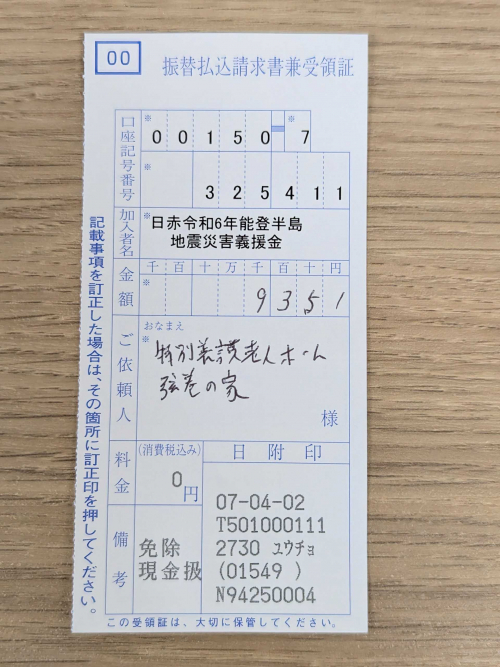 00
振替払込請求書兼受領証
口座記号番号
※ 00150 ※ 7
※ 325411
加入者名
※日赤令和6年能登半島
地震災害義援金
金額
千百十万千百十円
※ 9351
ご依頼人
おなまえ
※特別養護老人ホーム
弦巻の家
様
料金
(消費税込み)
0円
備考
免除
現金扱
日附印
07-04-02
T501000111
2730 ユウチョ
(01549 )
N94250004
記載事項を訂正した場合は、その箇所に訂正印を押してください。
この受領証は、大切に保管してください。